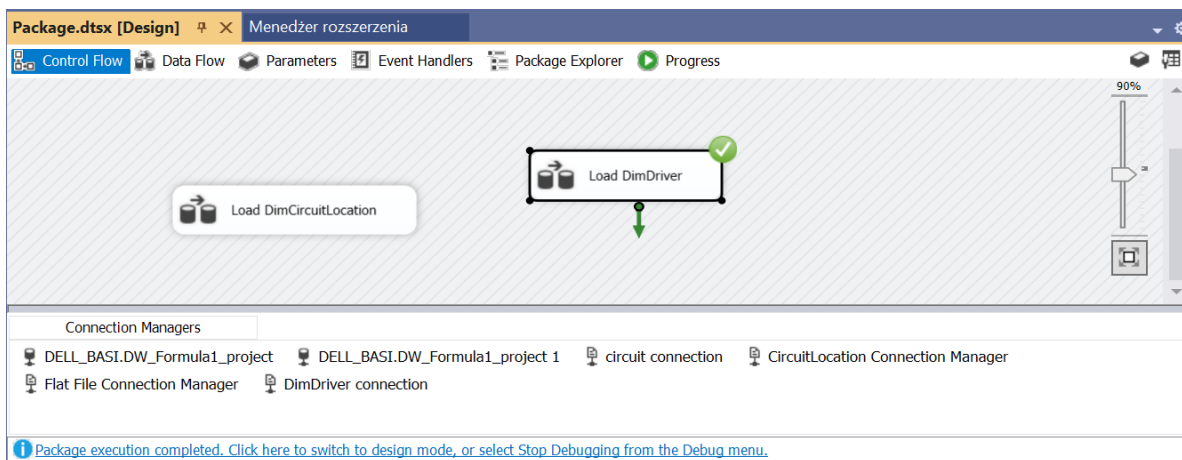 Package.dtsx [Design] Menedżer rozszerzenia
Control Flow Data Flow Parameters Event Handlers Package Explorer Progress
90%
Load DimDriver
Load DimCircuitLocation
Connection Managers
DELL_BASI.DW_Formula1_project DELL_BASI.DW_Formula1_project 1 circuit connection CircuitLocation Connection Manager
Flat File Connection Manager DimDriver connection
Package execution completed. Click here to switch to design mode, or select Stop Debugging from the Debug menu.